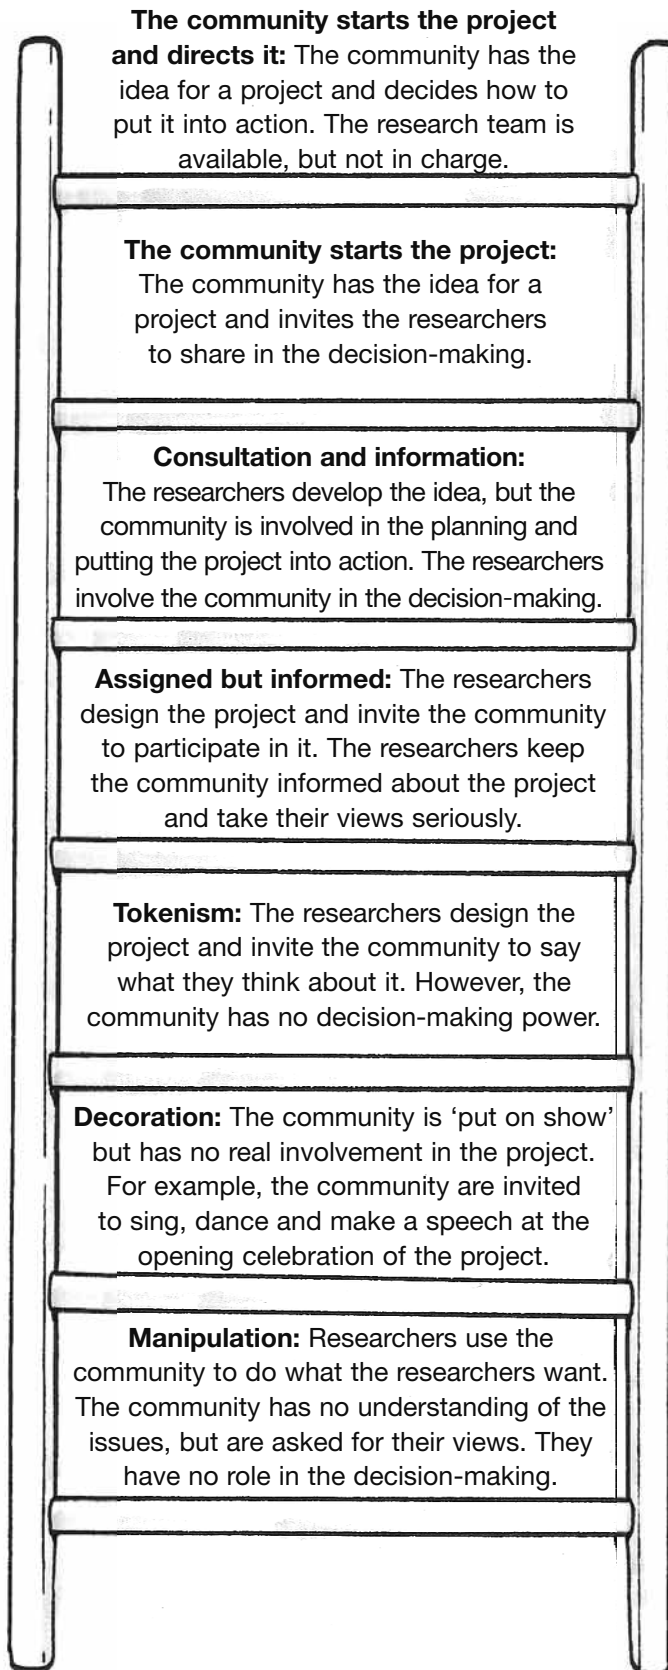 The community starts the project
and directs it: The community has the
idea for a project and decides how to
put it into action. The research team is
available, but not in charge.
The community starts the project:
The community has the idea for a
project and invites the researchers
to share in the decision-making.
Consultation and information:
The researchers develop the idea, but the
community is involved in the planning and
putting the project into action. The researchers
involve the community in the decision-making.
Assigned but informed: The researchers
design the project and invite the community
to participate in it. The researchers keep
the community informed about the project
and take their views seriously.
Tokenism: The researchers design the
project and invite the community to say
what they think about it. However, the
community has no decision-making power.
Decoration: The community is ‘put on show’
but has no real involvement in the project.
For example, the community are invited
to sing, dance and make a speech at the
opening celebration of the project.
Manipulation: Researchers use the
community to do what the researchers want.
The community has no understanding of the
issues, but are asked for their views. They
have no role in the decision-making.